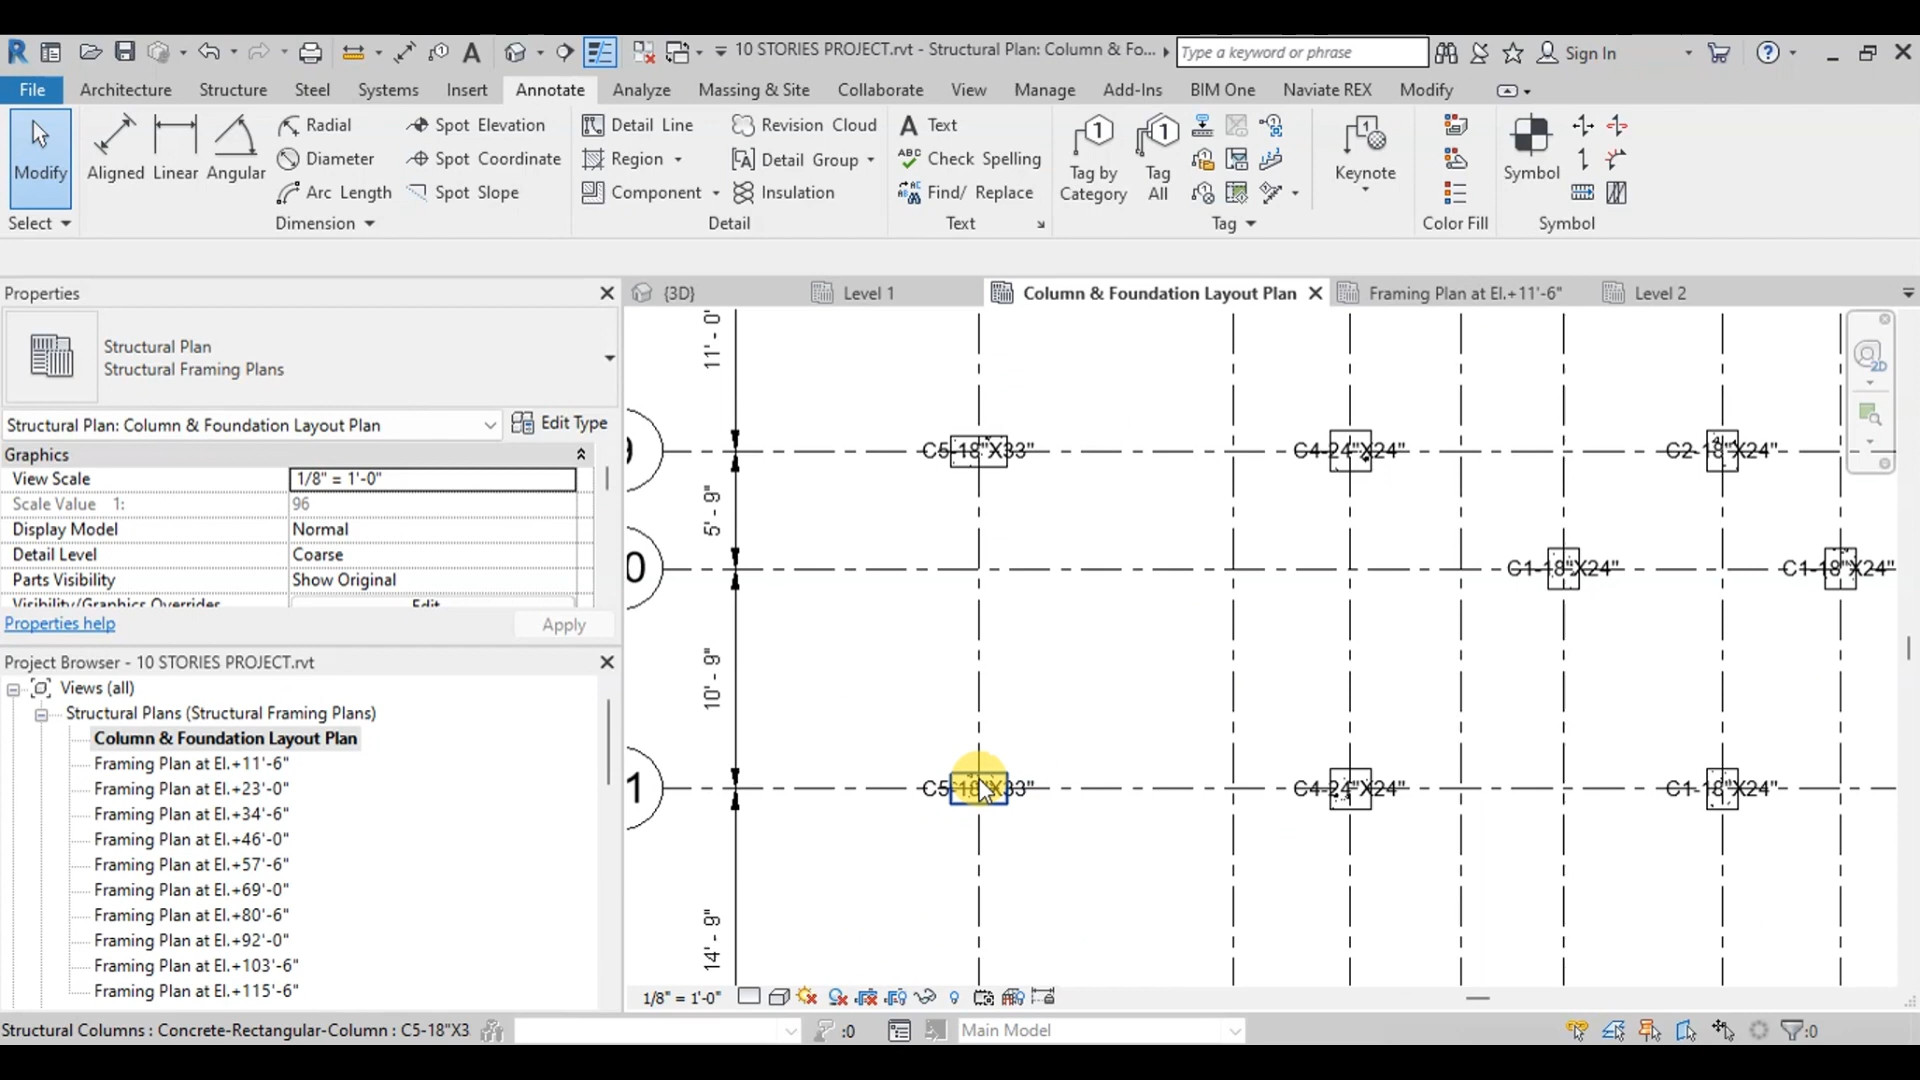 10 STORIES PROJECT.rvt - Structural Plan: Column & Fo...
Type a keyword or phrase
Sign In
File Architecture Structure Steel Systems Insert Annotate Analyze Massing & Site Collaborate View Manage Add-Ins BIM One Naviate REX Modify
Modify
Select
Aligned Linear Angular
Radial
Diameter
Arc Length
Spot Elevation
Spot Coordinate
Spot Slope
Dimension
Detail Line
Region
Component
Revision Cloud
Detail Group
Insulation
Detail
Text
Check Spelling
Find/ Replace
Text
Tag by Category
Tag All
Tag
Keynote
Color Fill
Symbol
Symbol
Properties
Structural Plan
Structural Framing Plans
Structural Plan: Column & Foundation Layout Plan
Edit Type
Graphics
View Scale 1/8" = 1'-0"
Scale Value 1: 96
Display Model Normal
Detail Level Coarse
Parts Visibility Show Original
Visibility/Graphics Overrides Edit...
Properties help
Apply
Project Browser - 10 STORIES PROJECT.rvt
Views (all)
Structural Plans (Structural Framing Plans)
Column & Foundation Layout Plan
Framing Plan at El.+11'-6"
Framing Plan at El.+23'-0"
Framing Plan at El.+34'-6"
Framing Plan at El.+46'-0"
Framing Plan at El.+57'-6"
Framing Plan at El.+69'-0"
Framing Plan at El.+80'-6"
Framing Plan at El.+92'-0"
Framing Plan at El.+103'-6"
Framing Plan at El.+115'-6"
{3D}
Level 1
Column & Foundation Layout Plan
Framing Plan at El.+11'-6"
Level 2
11' - 0"
9
C5-18"X33"
C4-24"X24"
C2-18"X24"
5' - 9"
0
C1-18"X24"
C1-18"X24"
10' - 9"
1
C5-18"X33"
C4-24"X24"
C1-18"X24"
14' - 9"
2D
1/8" = 1'-0"
Structural Columns : Concrete-Rectangular-Column : C5-18"X3
:0
Main Model
:0